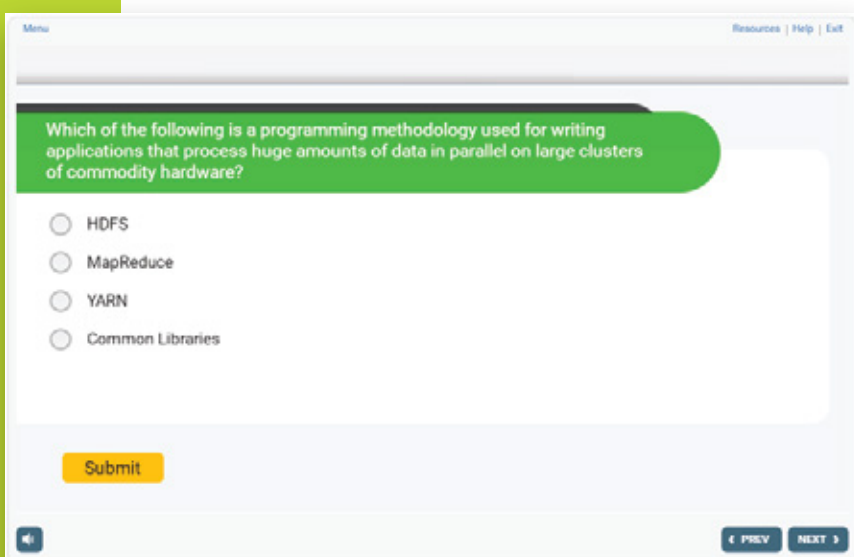 Menu
Resources | Help | Exit
Which of the following is a programming methodology used for writing
applications that process huge amounts of data in parallel on large clusters
of commodity hardware?
HDFS
MapReduce
YARN
Common Libraries
Submit
PREV
NEXT